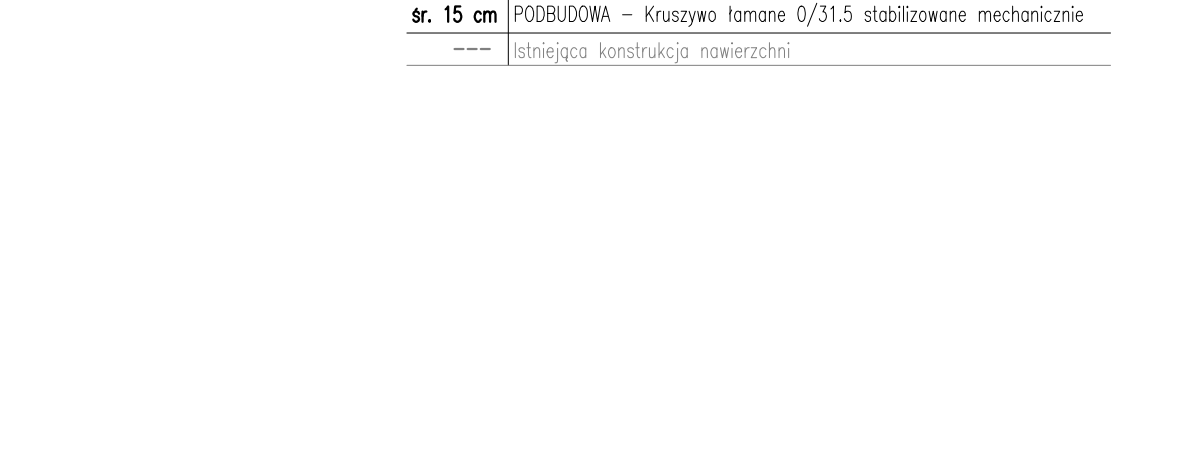 śr. 15 cm PODBUDOWA – Kruszywo łamane 0/31.5 stabilizowane mechanicznie
––– Istniejąca konstrukcja nawierzchni